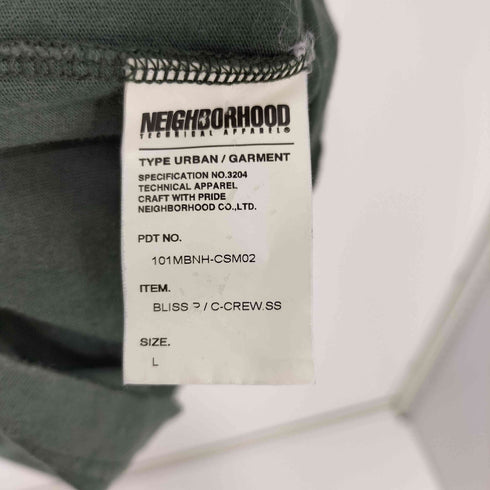 NEIGHBORHOOD
TECHNICAL APPAREL®
TYPE URBAN / GARMENT
SPECIFICATION NO.3204
TECHNICAL APPAREL
CRAFT WITH PRIDE
NEIGHBORHOOD CO.,LTD.
PDT NO.
101MBNH-CSM02
ITEM.
BLISS P / C-CREW.SS
SIZE.
L